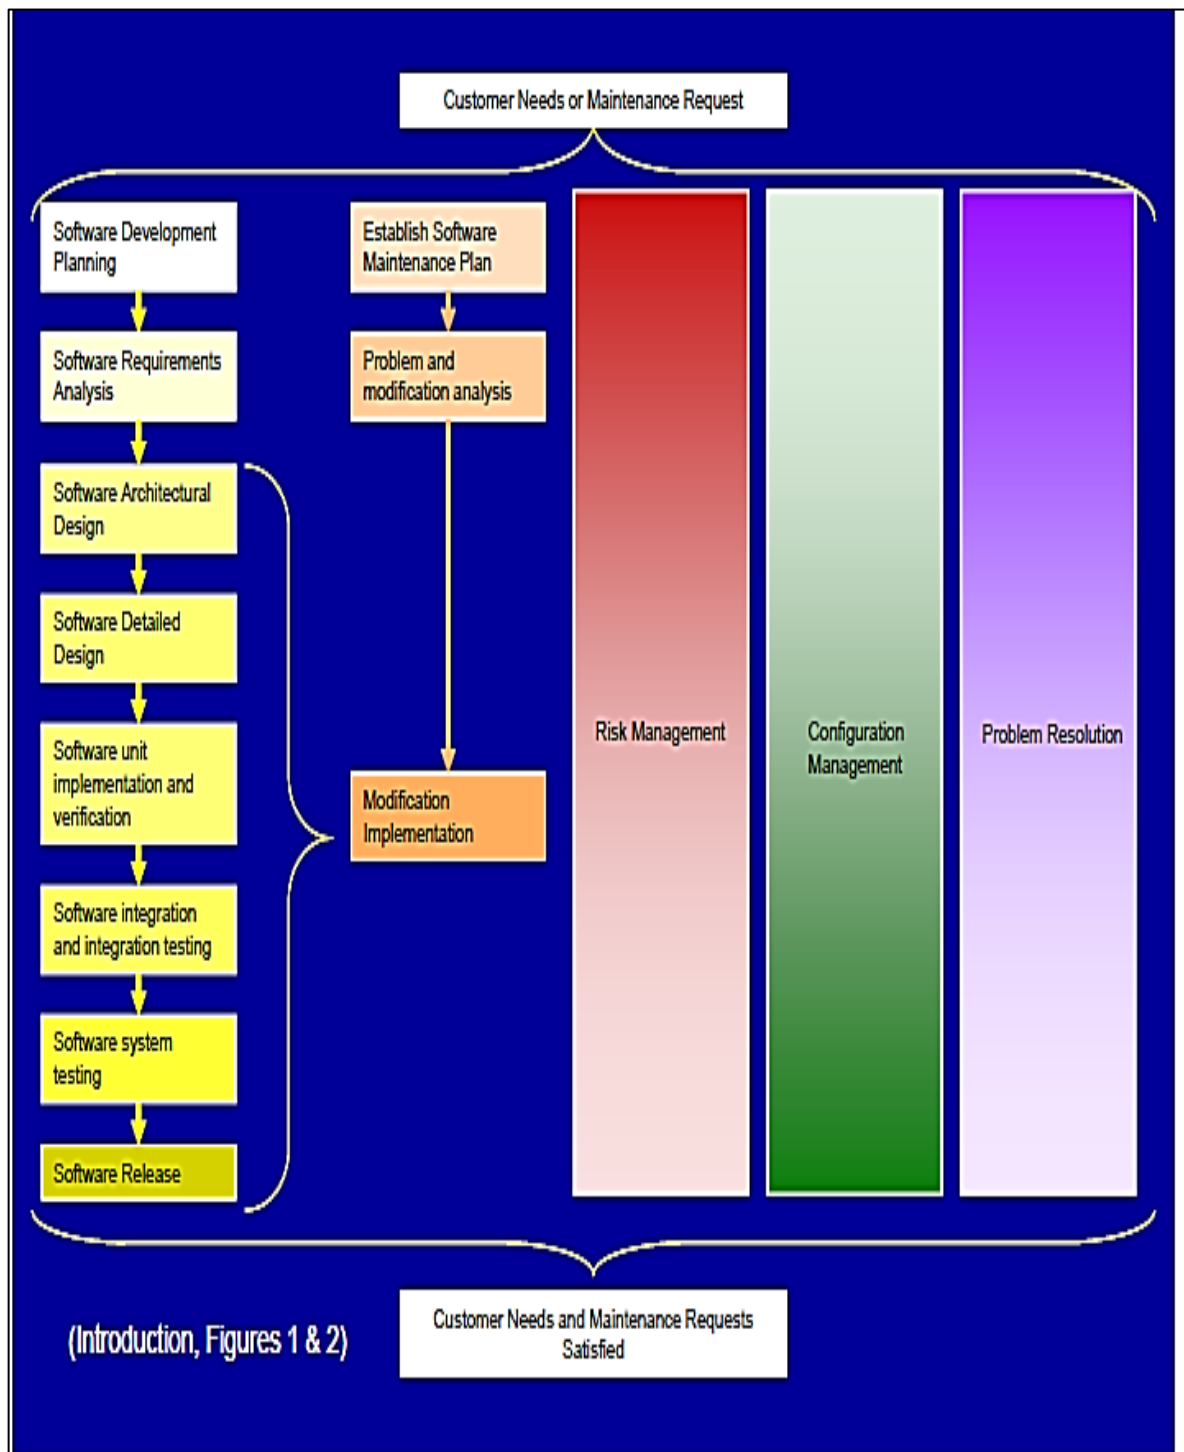 Customer Needs or Maintenance Request
Software Development
Planning
Software Requirements
Analysis
Software Architectural
Design
Software Detailed
Design
Software unit
implementation and
verification
Software integration
and integration testing
Software system
testing
Software Release
Establish Software
Maintenance Plan
Problem and
modification analysis
Modification
Implementation
Risk Management
Configuration
Management
Problem Resolution
(Introduction, Figures 1 & 2)
Customer Needs and Maintenance Requests
Satisfied